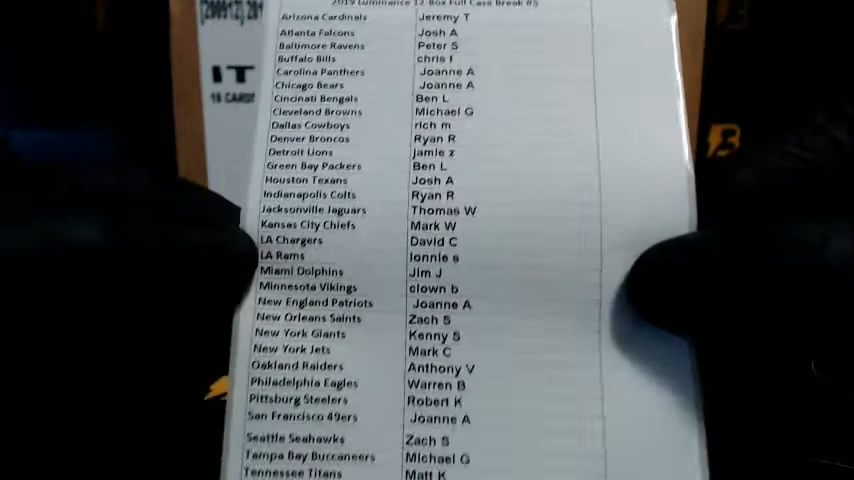 [200912] 201
IT
16 CARDS
2019 Luminance 12-Box Full Case Break #5
Arizona Cardinals Jeremy T
Atlanta Falcons Josh A
Baltimore Ravens Peter S
Buffalo Bills chris f
Carolina Panthers Joanne A
Chicago Bears Joanne A
Cincinati Bengals Ben L
Cleveland Browns Michael G
Dallas Cowboys rich m
Denver Broncos Ryan R
Detroit Lions jamie z
Green Bay Packers Ben L
Houston Texans Josh A
Indianapolis Colts Ryan R
Jacksonville Jaguars Thomas W
Kansas City Chiefs Mark W
LA Chargers David C
LA Rams lonnie s
Miami Dolphins Jim J
Minnesota Vikings clown b
New England Patriots Joanne A
New Orleans Saints Zach S
New York Giants Kenny S
New York Jets Mark C
Oakland Raiders Anthony V
Philadelphia Eagles Warren B
Pittsburg Steelers Robert K
San Francisco 49ers Joanne A
Seattle Seahawks Zach S
Tampa Bay Buccaneers Michael G
Tennessee Titans Matt K